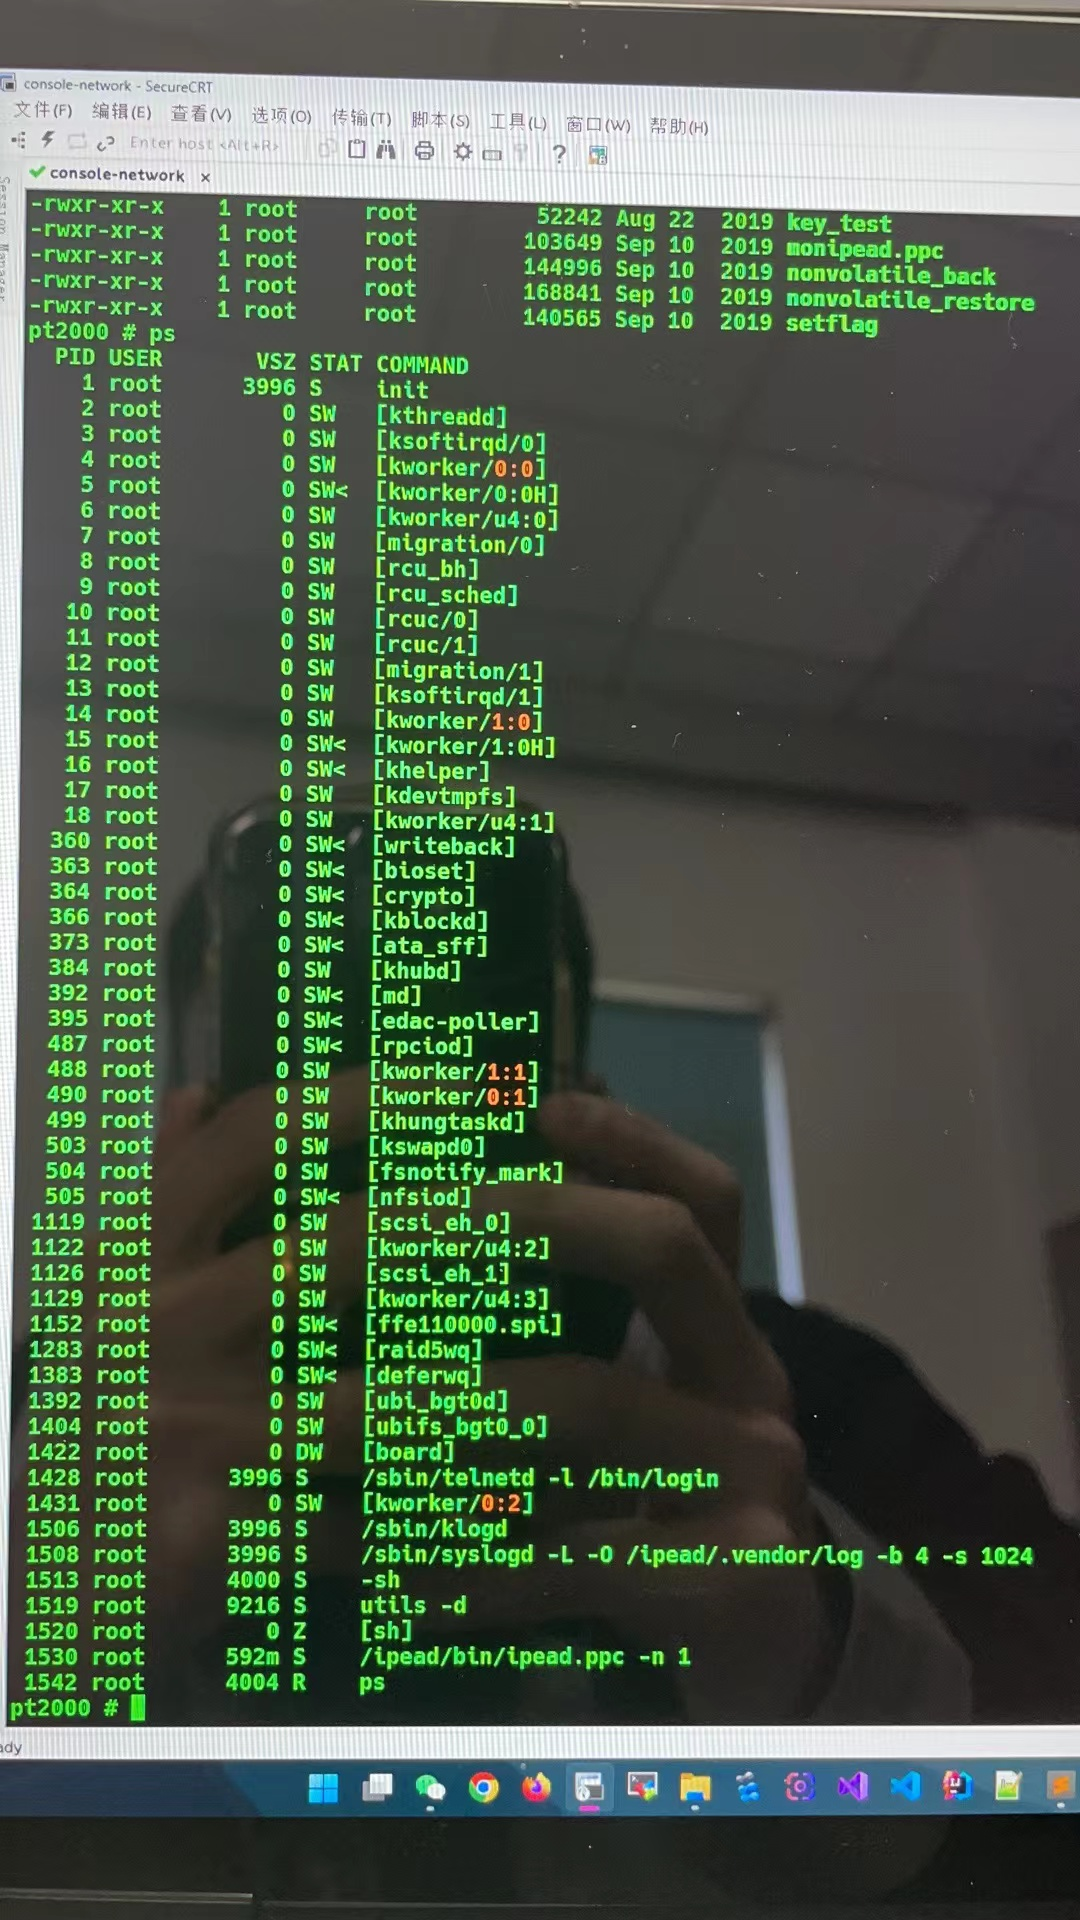 console-network - SecureCRT
文件(F) 编辑(E) 查看(V) 选项(O) 传输(T) 脚本(S) 工具(L) 窗口(W) 帮助(H)
Enter host <Alt+R>
Session Manager
console-network ×
-rwxr-xr-x 1 root root 52242 Aug 22 2019 key_test
-rwxr-xr-x 1 root root 103649 Sep 10 2019 monipead.ppc
-rwxr-xr-x 1 root root 144996 Sep 10 2019 nonvolatile_back
-rwxr-xr-x 1 root root 168841 Sep 10 2019 nonvolatile_restore
-rwxr-xr-x 1 root root 140565 Sep 10 2019 setflag
pt2000 # ps
PID USER VSZ STAT COMMAND
1 root 3996 S init
2 root 0 SW [kthreadd]
3 root 0 SW [ksoftirqd/0]
4 root 0 SW [kworker/0:0]
5 root 0 SW< [kworker/0:0H]
6 root 0 SW [kworker/u4:0]
7 root 0 SW [migration/0]
8 root 0 SW [rcu_bh]
9 root 0 SW [rcu_sched]
10 root 0 SW [rcuc/0]
11 root 0 SW [rcuc/1]
12 root 0 SW [migration/1]
13 root 0 SW [ksoftirqd/1]
14 root 0 SW [kworker/1:0]
15 root 0 SW< [kworker/1:0H]
16 root 0 SW< [khelper]
17 root 0 SW [kdevtmpfs]
18 root 0 SW [kworker/u4:1]
360 root 0 SW< [writeback]
363 root 0 SW< [bioset]
364 root 0 SW< [crypto]
366 root 0 SW< [kblockd]
373 root 0 SW< [ata_sff]
384 root 0 SW [khubd]
392 root 0 SW< [md]
395 root 0 SW< [edac-poller]
487 root 0 SW< [rpciod]
488 root 0 SW [kworker/1:1]
490 root 0 SW [kworker/0:1]
499 root 0 SW [khungtaskd]
503 root 0 SW [kswapd0]
504 root 0 SW [fsnotify_mark]
505 root 0 SW< [nfsiod]
1119 root 0 SW [scsi_eh_0]
1122 root 0 SW [kworker/u4:2]
1126 root 0 SW [scsi_eh_1]
1129 root 0 SW [kworker/u4:3]
1152 root 0 SW< [ffe110000.spi]
1283 root 0 SW< [raid5wq]
1383 root 0 SW< [deferwq]
1392 root 0 SW [ubi_bgt0d]
1404 root 0 SW [ubifs_bgt0_0]
1422 root 0 DW [board]
1428 root 3996 S /sbin/telnetd -l /bin/login
1431 root 0 SW [kworker/0:2]
1506 root 3996 S /sbin/klogd
1508 root 3996 S /sbin/syslogd -L -O /ipead/.vendor/log -b 4 -s 1024
1513 root 4000 S -sh
1519 root 9216 S utils -d
1520 root 0 Z [sh]
1530 root 592m S /ipead/bin/ipead.ppc -n 1
1542 root 4004 R ps
pt2000 #
ady